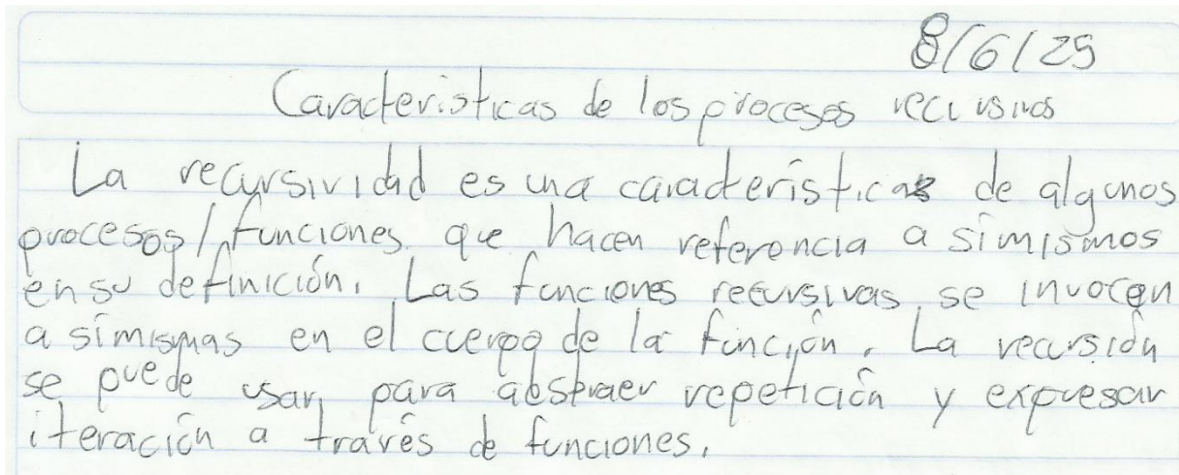 8/6/25
Caracteristicas de los procesos recursivos
La recursividad es una caracteristica de algunos
procesos/funciones que hacen referencia a simismos
en su definición. Las funciones recursivas se invocan
a simismas en el cuerpo de la función. La recursión
se puede usar para abstraer repetición y expresar
iteración a través de funciones.